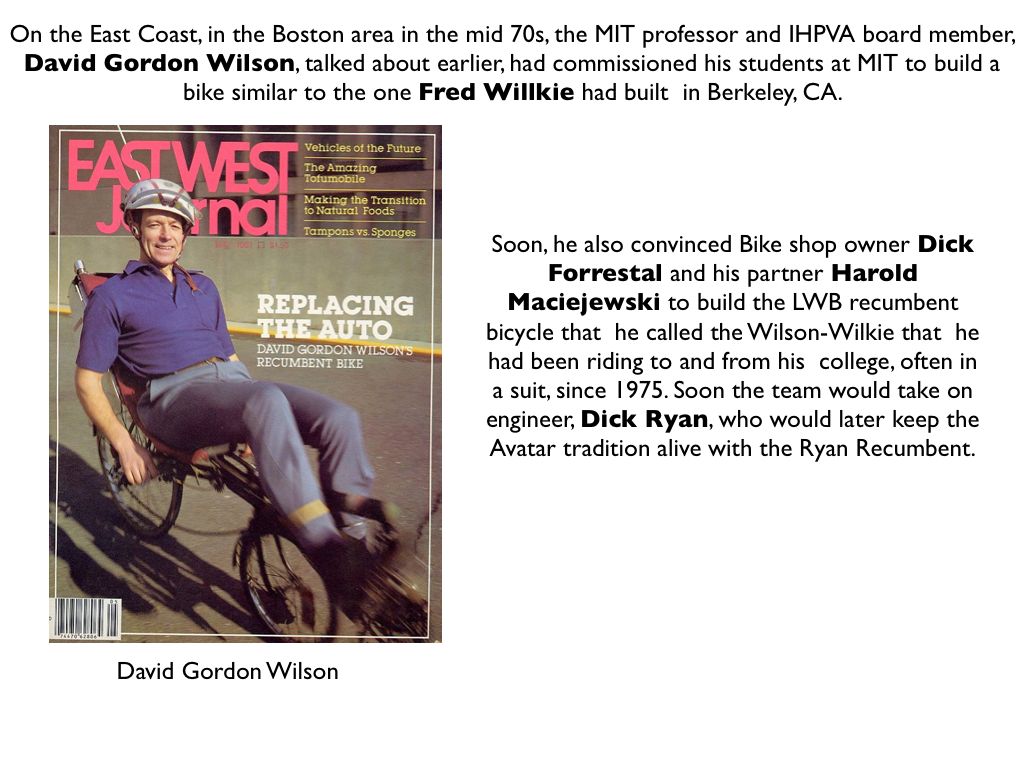 On the East Coast, in the Boston area in the mid 70s, the MIT professor and IHPVA board member,
David Gordon Wilson, talked about earlier, had commissioned his students at MIT to build a
bike similar to the one Fred Willkie had built  in Berkeley, CA.
EAST WEST
Journal
Vehicles of the Future
The Amazing
Tofumobile
Making the Transition
to Natural Foods
Tampons vs. Sponges
REPLACING
THE AUTO
DAVID GORDON WILSON'S
RECUMBENT BIKE
Soon, he also convinced Bike shop owner Dick
Forrestal and his partner Harold
Maciejewski to build the LWB recumbent
bicycle that  he called the Wilson-Wilkie that  he
had been riding to and from his  college, often in
a suit, since 1975. Soon the team would take on
engineer, Dick Ryan, who would later keep the
Avatar tradition alive with the Ryan Recumbent.
David Gordon Wilson